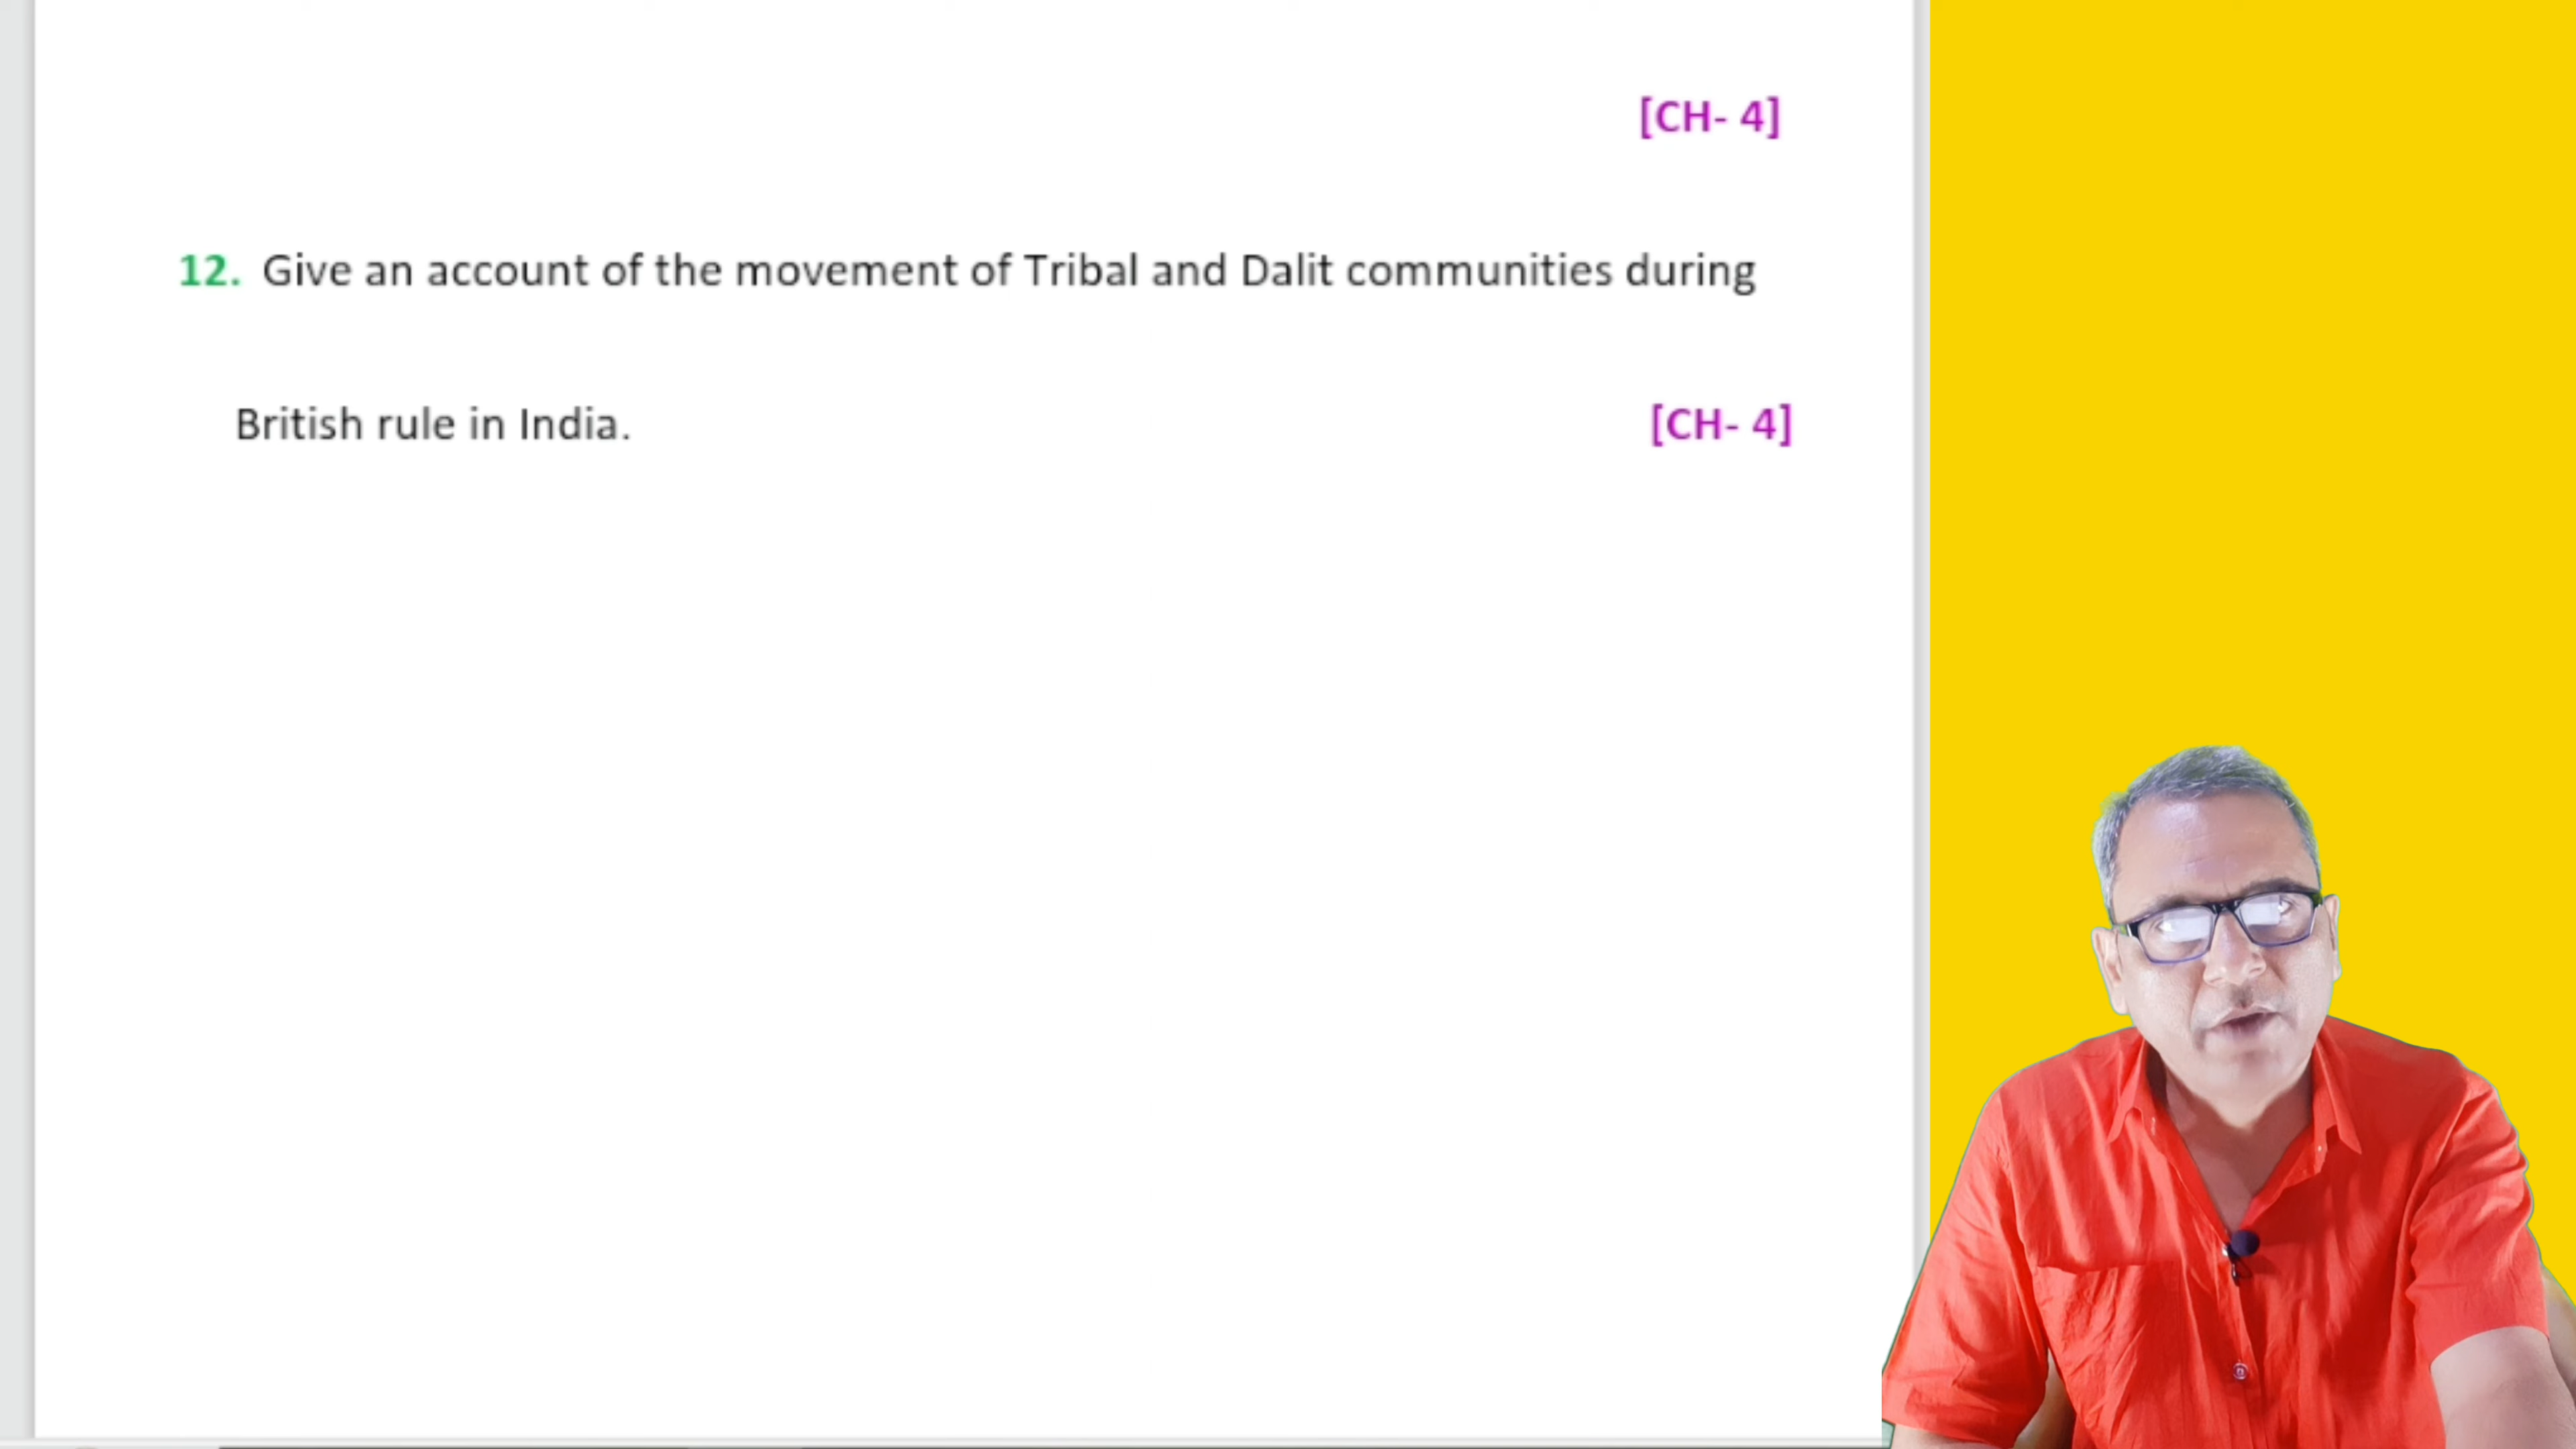 [CH- 4]
12. Give an account of the movement of Tribal and Dalit communities during
British rule in India. [CH- 4]